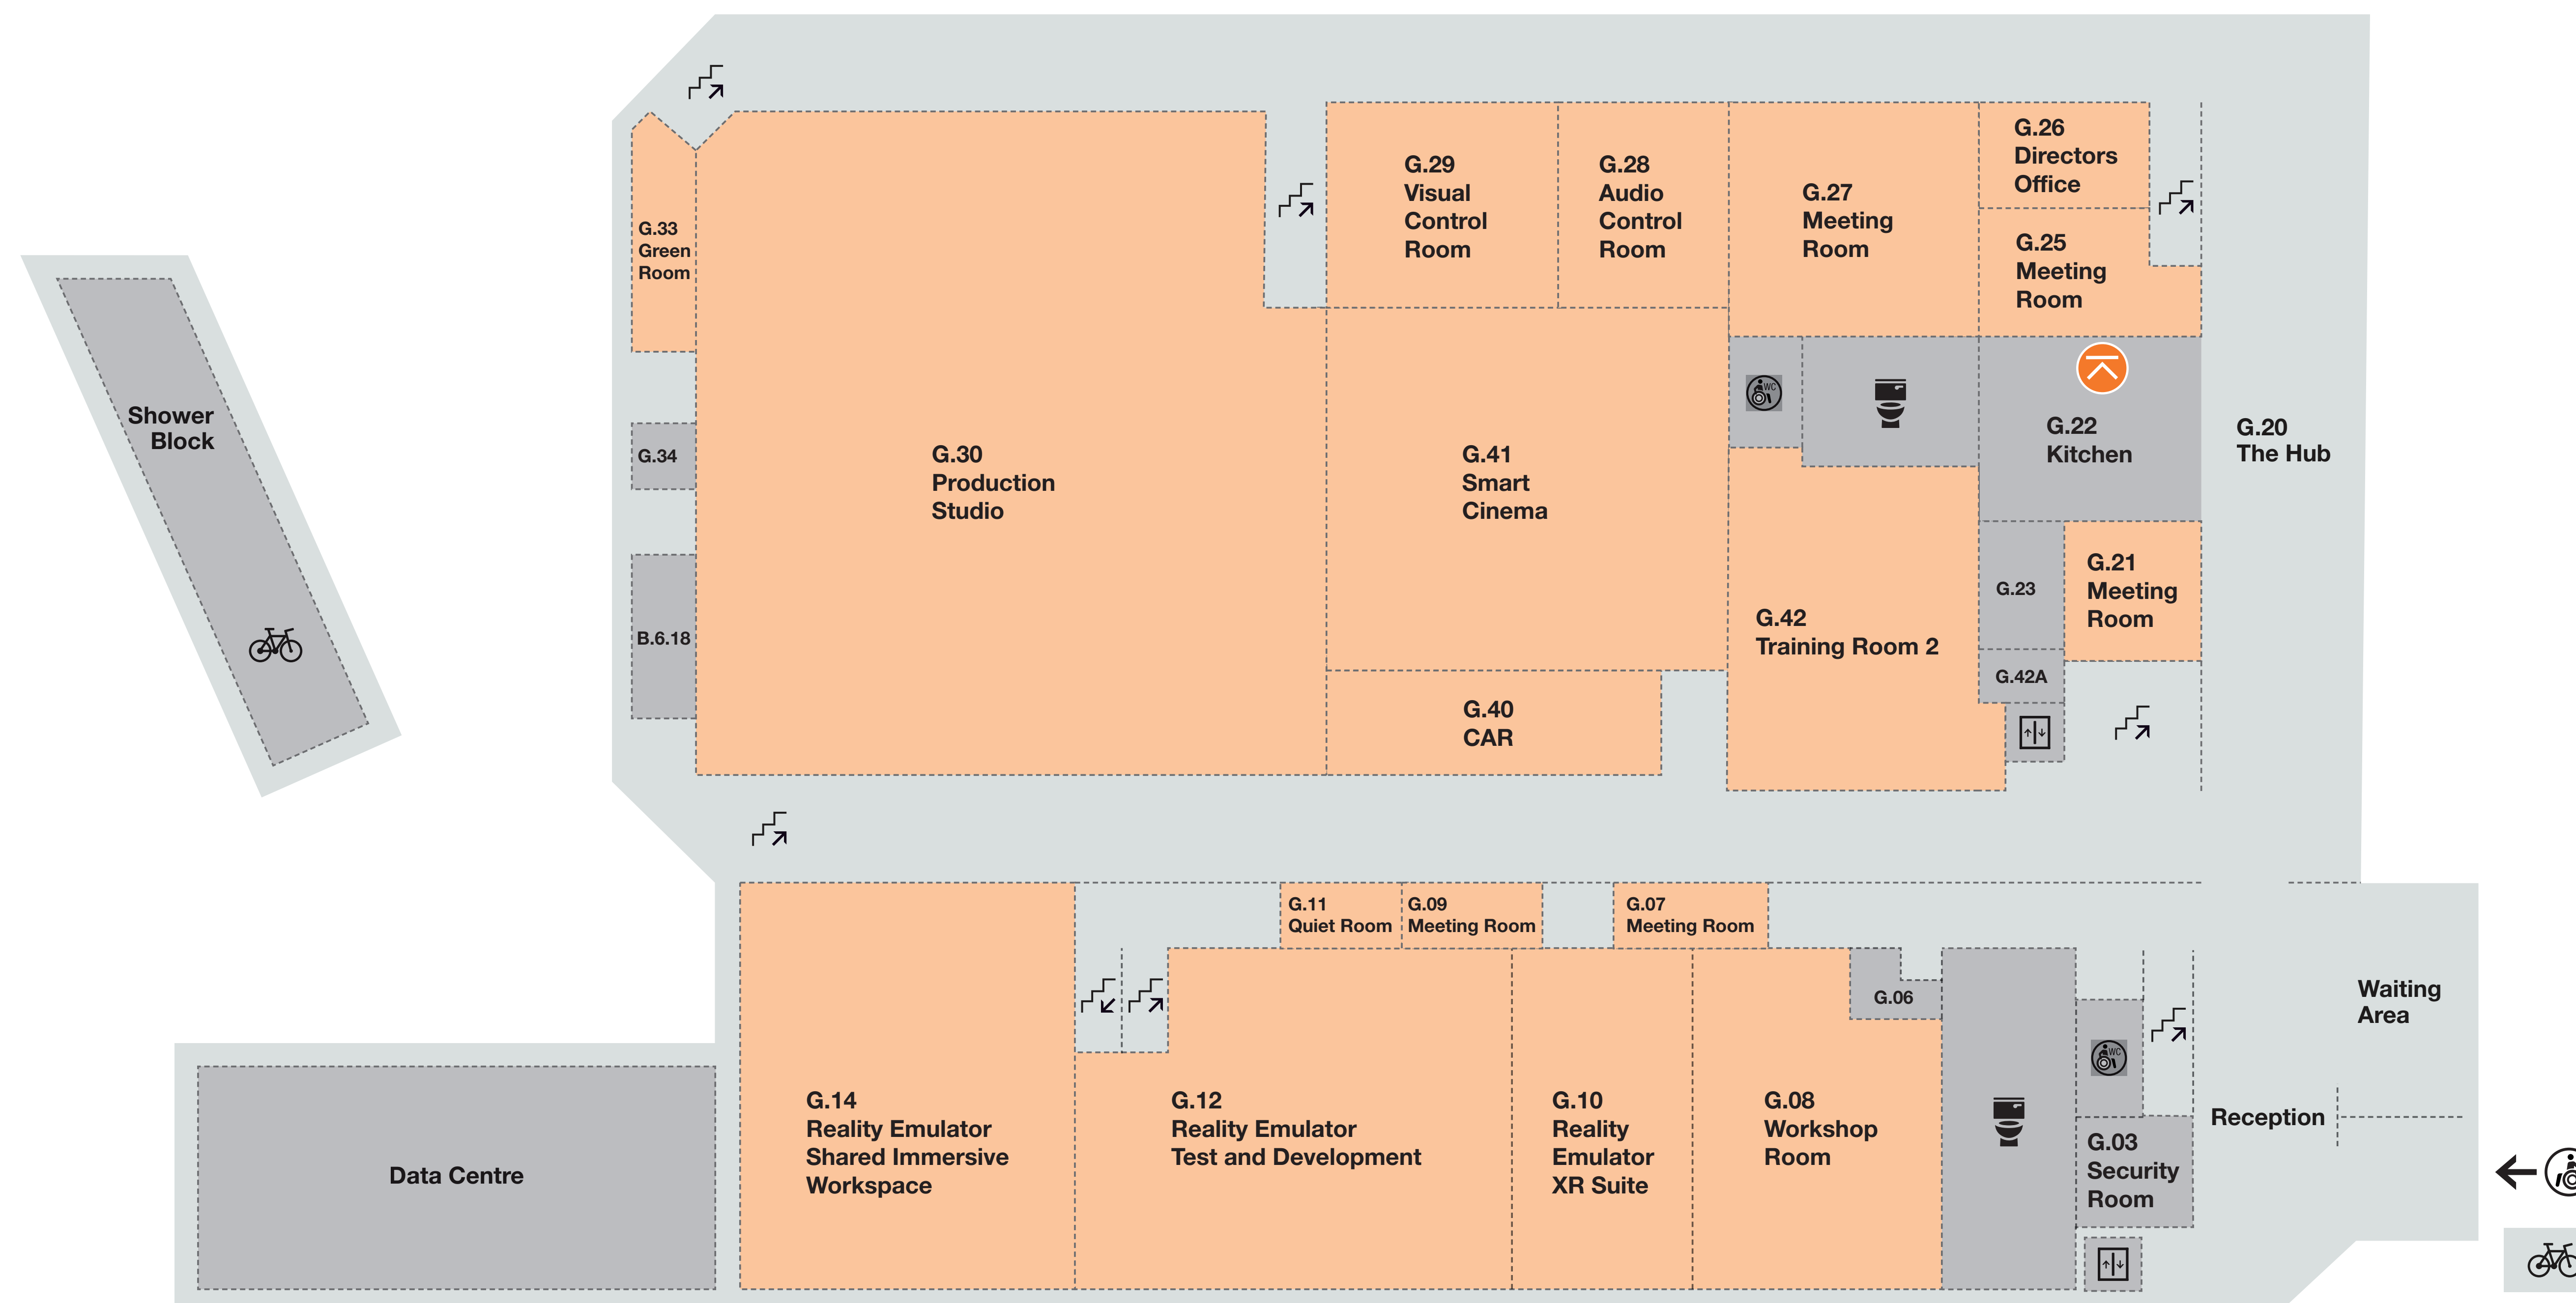 G.26
Directors
Office
G.29
Visual
Control
Room
G.28
Audio
Control
Room
G.27
Meeting
Room
G.33
Green
Room
G.25
Meeting
Room
Shower
Block
G.34
G.30
Production
Studio
G.41
Smart
Cinema
WC
G.22
Kitchen
G.20
The Hub
B.6.18
G.42
Training Room 2
G.23
G.21
Meeting
Room
G.42A
G.40
CAR
G.11
Quiet Room
G.09
Meeting Room
G.07
Meeting Room
G.06
WC
Waiting
Area
G.14
Reality Emulator
Shared Immersive
Workspace
G.12
Reality Emulator
Test and Development
G.10
Reality
Emulator
XR Suite
G.08
Workshop
Room
Reception
G.03
Security
Room
Data Centre